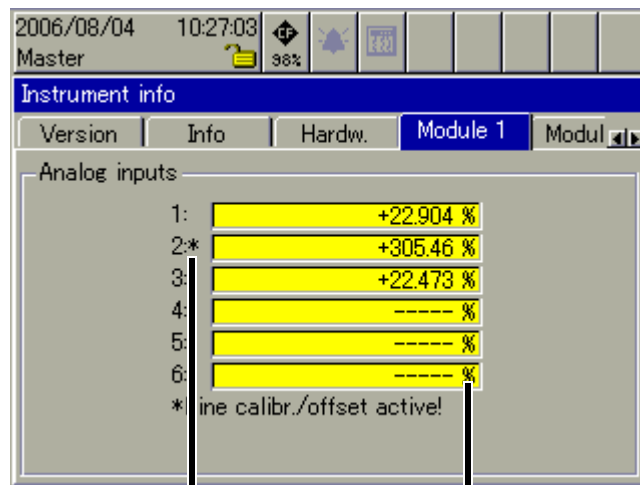 2006/08/04 10:27:03
Master 98%
Instrument info
Version Info Hardw. Module 1 Modul
Analog inputs
1: +22.904 %
2:* +305.46 %
3: +22.473 %
4: ----- %
5: ----- %
6: ----- %
* ine calibr./offset active!